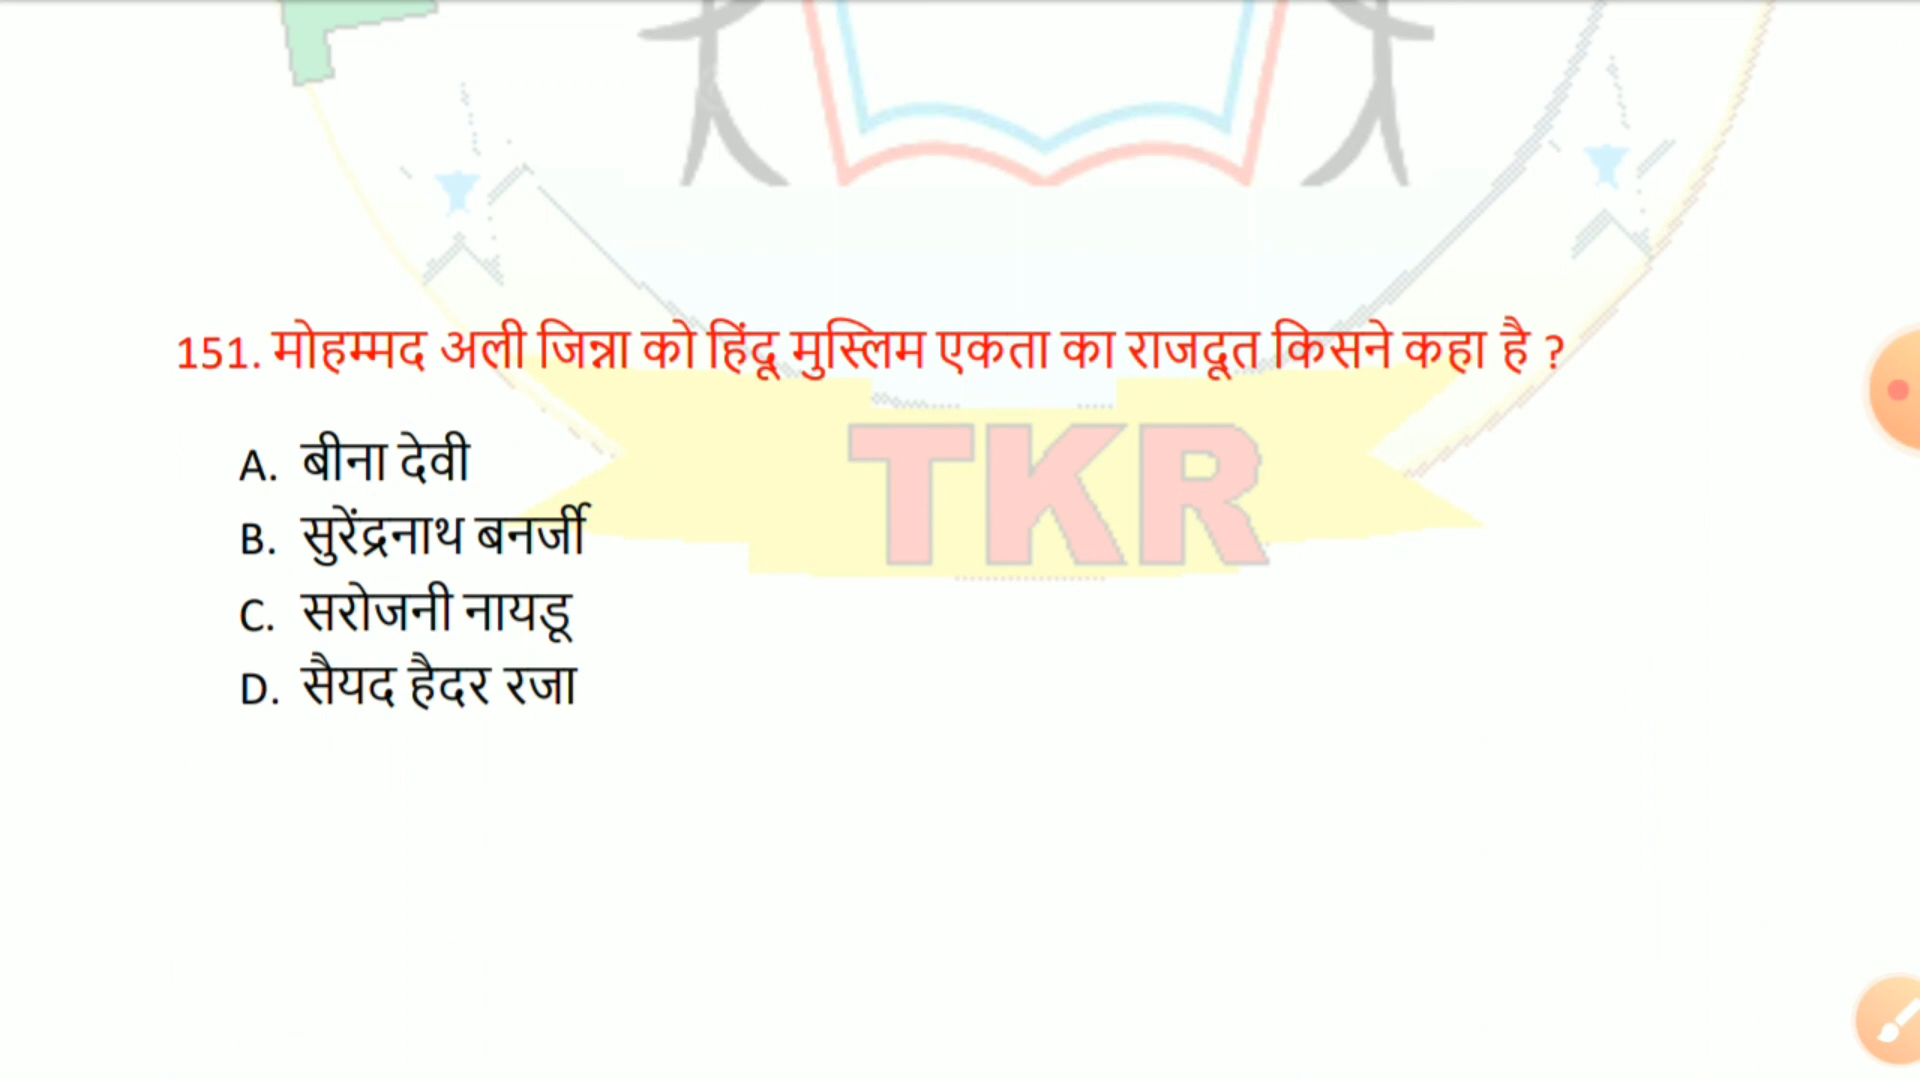 151. मोहम्मद अली जिन्ना को हिंदू मुस्लिम एकता का राजदूत किसने कहा है ?
A. बीना देवी
B. सुरेंद्रनाथ बनर्जी
C. सरोजनी नायडू
D. सैयद हैदर रजा
TKR